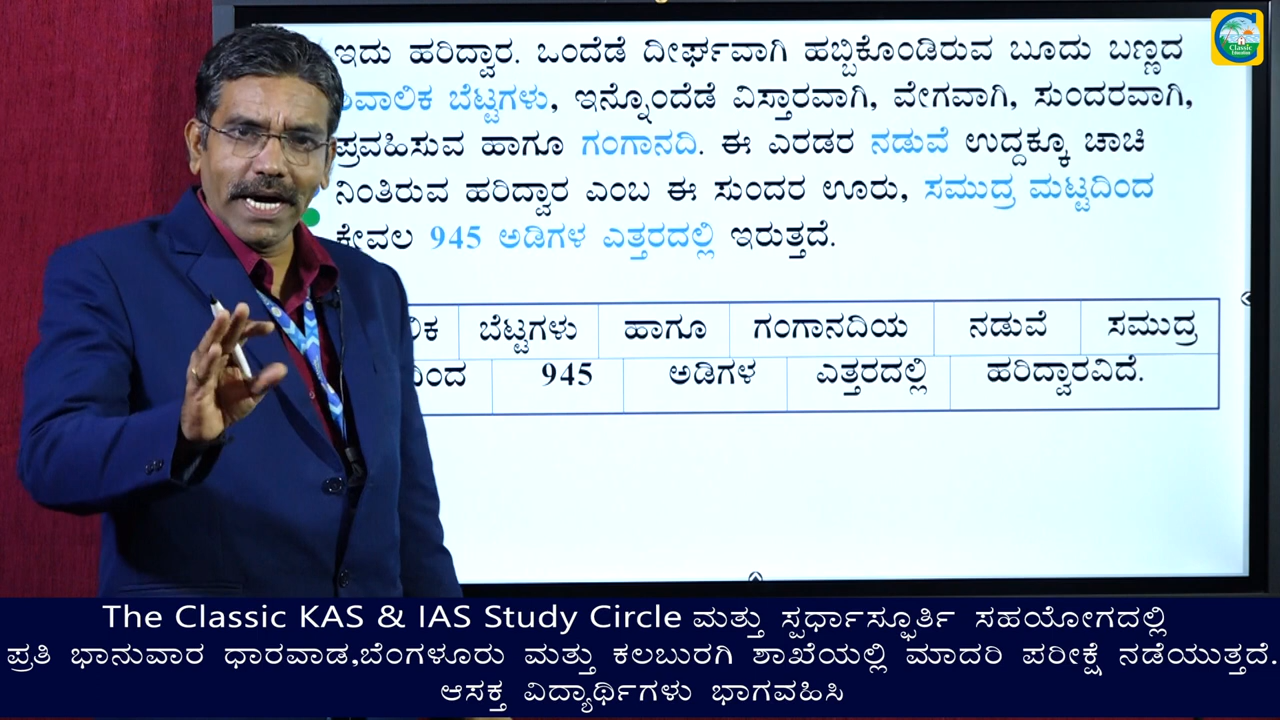 ಇದು ಹರಿದ್ವಾರ. ಒಂದೆಡೆ ದೀರ್ಘವಾಗಿ ಹಬ್ಬಿಕೊಂಡಿರುವ ಬೂದು ಬಣ್ಣದ
ಬೆಟ್ಟಗಳು, ಇನ್ನೊಂದೆಡೆ ವಿಸ್ತಾರವಾಗಿ, ವೇಗವಾಗಿ, ಸುಂದರವಾಗಿ,
ಪ್ರವಹಿಸುವ ಹಾಗೂ ಗಂಗಾನದಿ. ಈ ಎರಡರ ನಡುವೆ ಉದ್ದಕ್ಕೂ ಚಾಚಿ
ನಿಂತಿರುವ ಹರಿದ್ವಾರ ಎಂಬ ಈ ಸುಂದರ ಊರು, ಸಮುದ್ರ ಮಟ್ಟದಿಂದ
ಕೇವಲ 945 ಅಡಿಗಳ ಎತ್ತರದಲ್ಲಿ ಇರುತ್ತದೆ.
ಬೆಟ್ಟಗಳು ಹಾಗೂ ಗಂಗಾನದಿಯ ನಡುವೆ ಸಮುದ್ರ
945 ಅಡಿಗಳ ಎತ್ತರದಲ್ಲಿ ಹರಿದ್ವಾರವಿದೆ.
Classic
Education
The Classic KAS & IAS Study Circle ಮತ್ತು ಸ್ಪರ್ಧಾಸ್ಫೂರ್ತಿ ಸಹಯೋಗದಲ್ಲಿ
ಪ್ರತಿ ಭಾನುವಾರ ಧಾರವಾಡ,ಬೆಂಗಳೂರು ಮತ್ತು ಕಲಬುರಗಿ ಶಾಖೆಯಲ್ಲಿ ಮಾದರಿ ಪರೀಕ್ಷೆ ನಡೆಯುತ್ತದೆ.
ಆಸಕ್ತ ವಿದ್ಯಾರ್ಥಿಗಳು ಭಾಗವಹಿಸಿ